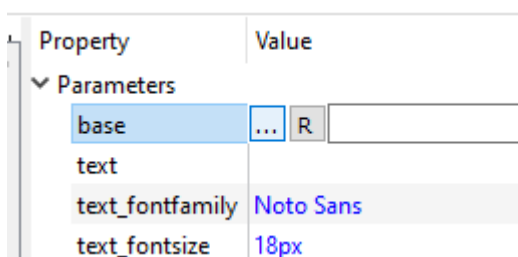 Property Value
Parameters
base ... R
text
text_fontfamily Noto Sans
text_fontsize 18px